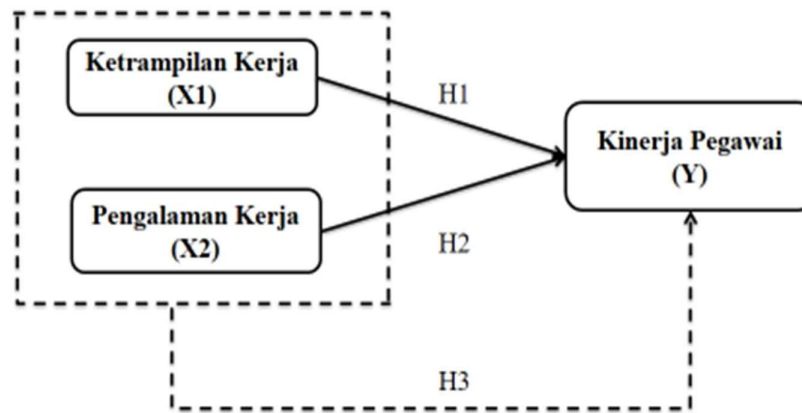 Ketrampilan Kerja
(X1)
H1
Kinerja Pegawai
(Y)
Pengalaman Kerja
(X2)
H2
H3